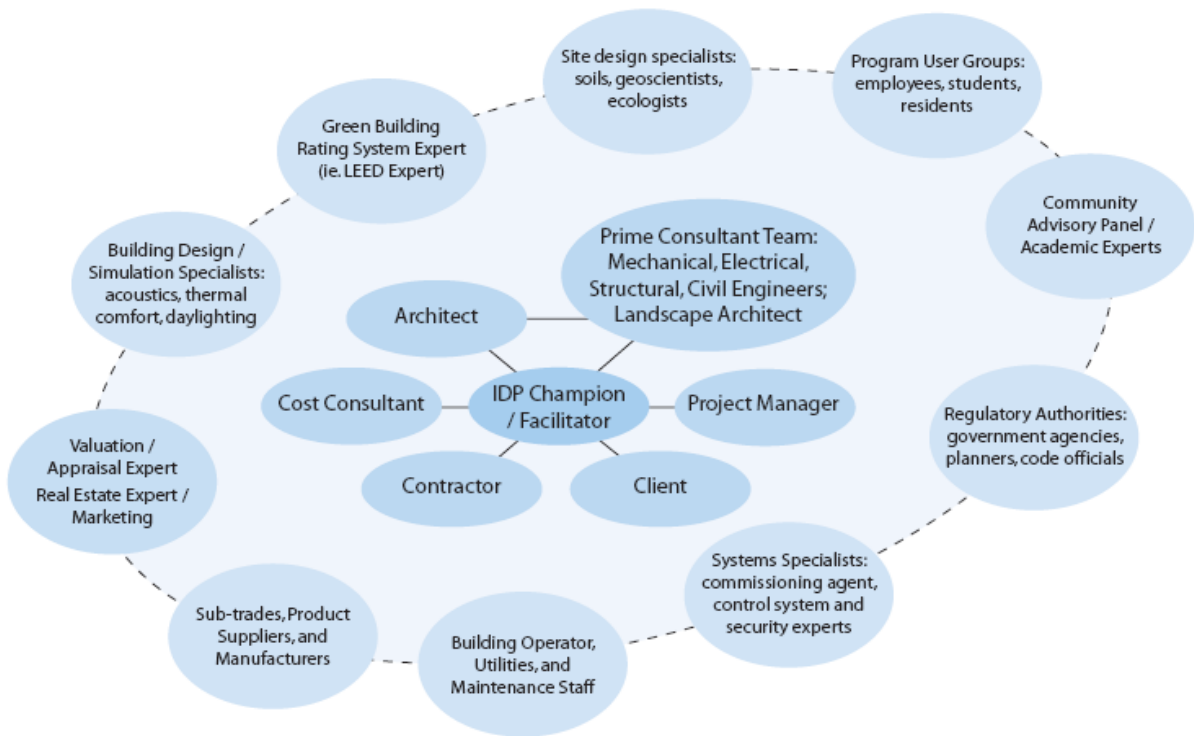 Site design specialists:
soils, geoscientists,
ecologists
Program User Groups:
employees, students,
residents
Green Building
Rating System Expert
(ie. LEED Expert)
Community
Advisory Panel /
Academic Experts
Building Design /
Simulation Specialists:
acoustics, thermal
comfort, daylighting
Prime Consultant Team:
Mechanical, Electrical,
Structural, Civil Engineers;
Landscape Architect
Architect
IDP Champion
/ Facilitator
Cost Consultant
Project Manager
Regulatory Authorities:
government agencies,
planners, code officials
Valuation /
Appraisal Expert
Real Estate Expert /
Marketing
Contractor
Client
Systems Specialists:
commissioning agent,
control system and
security experts
Sub-trades, Product
Suppliers, and
Manufacturers
Building Operator,
Utilities, and
Maintenance Staff